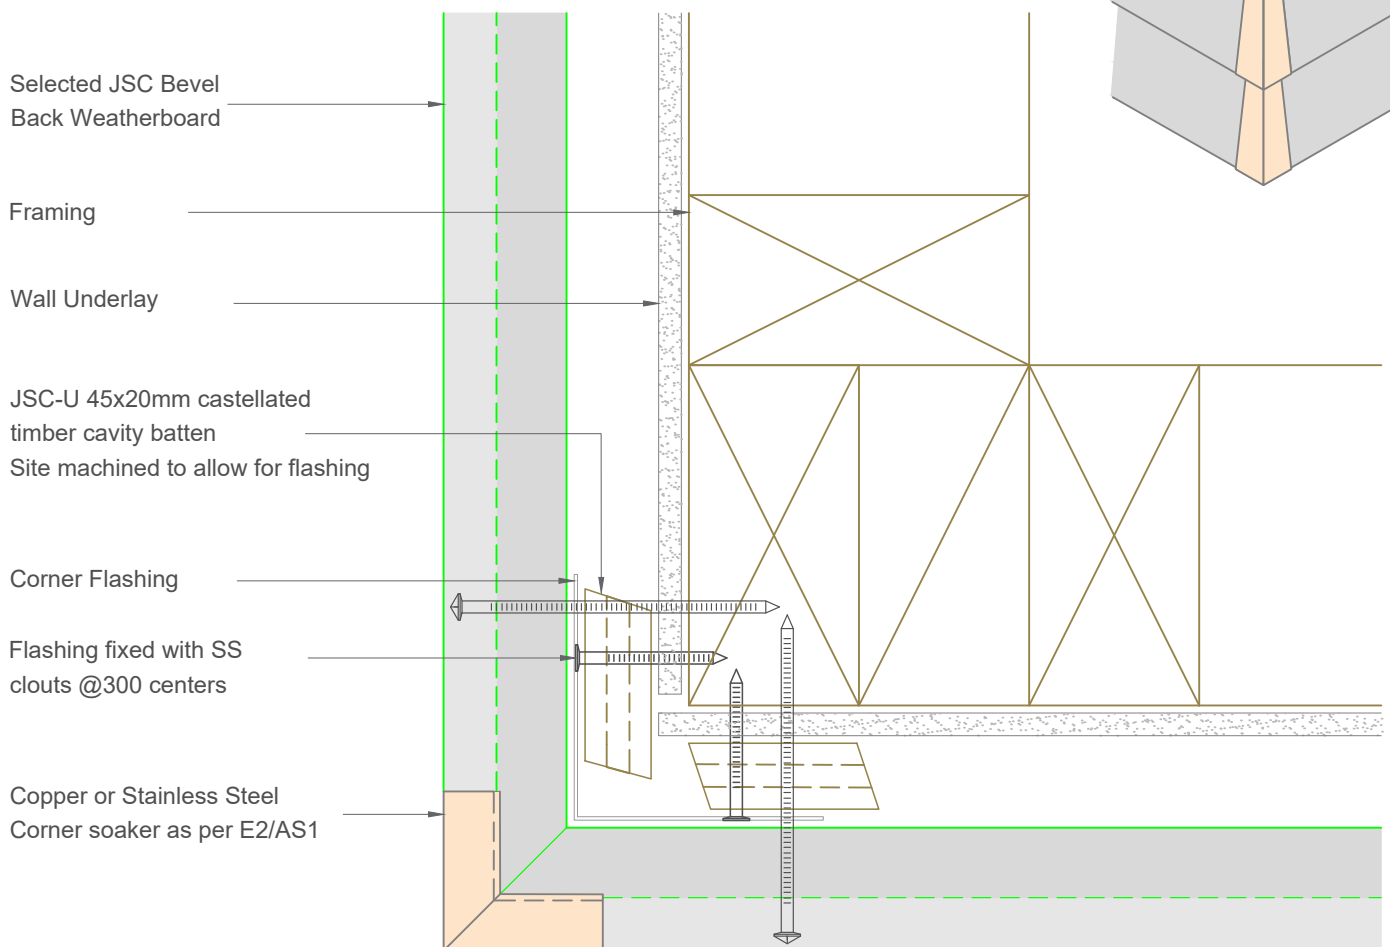 Selected JSC Bevel
Back Weatherboard
Framing
Wall Underlay
JSC-U 45x20mm castellated
timber cavity batten
Site machined to allow for flashing
Corner Flashing
Flashing fixed with SS
clouts @300 centers
Copper or Stainless Steel
Corner soaker as per E2/AS1